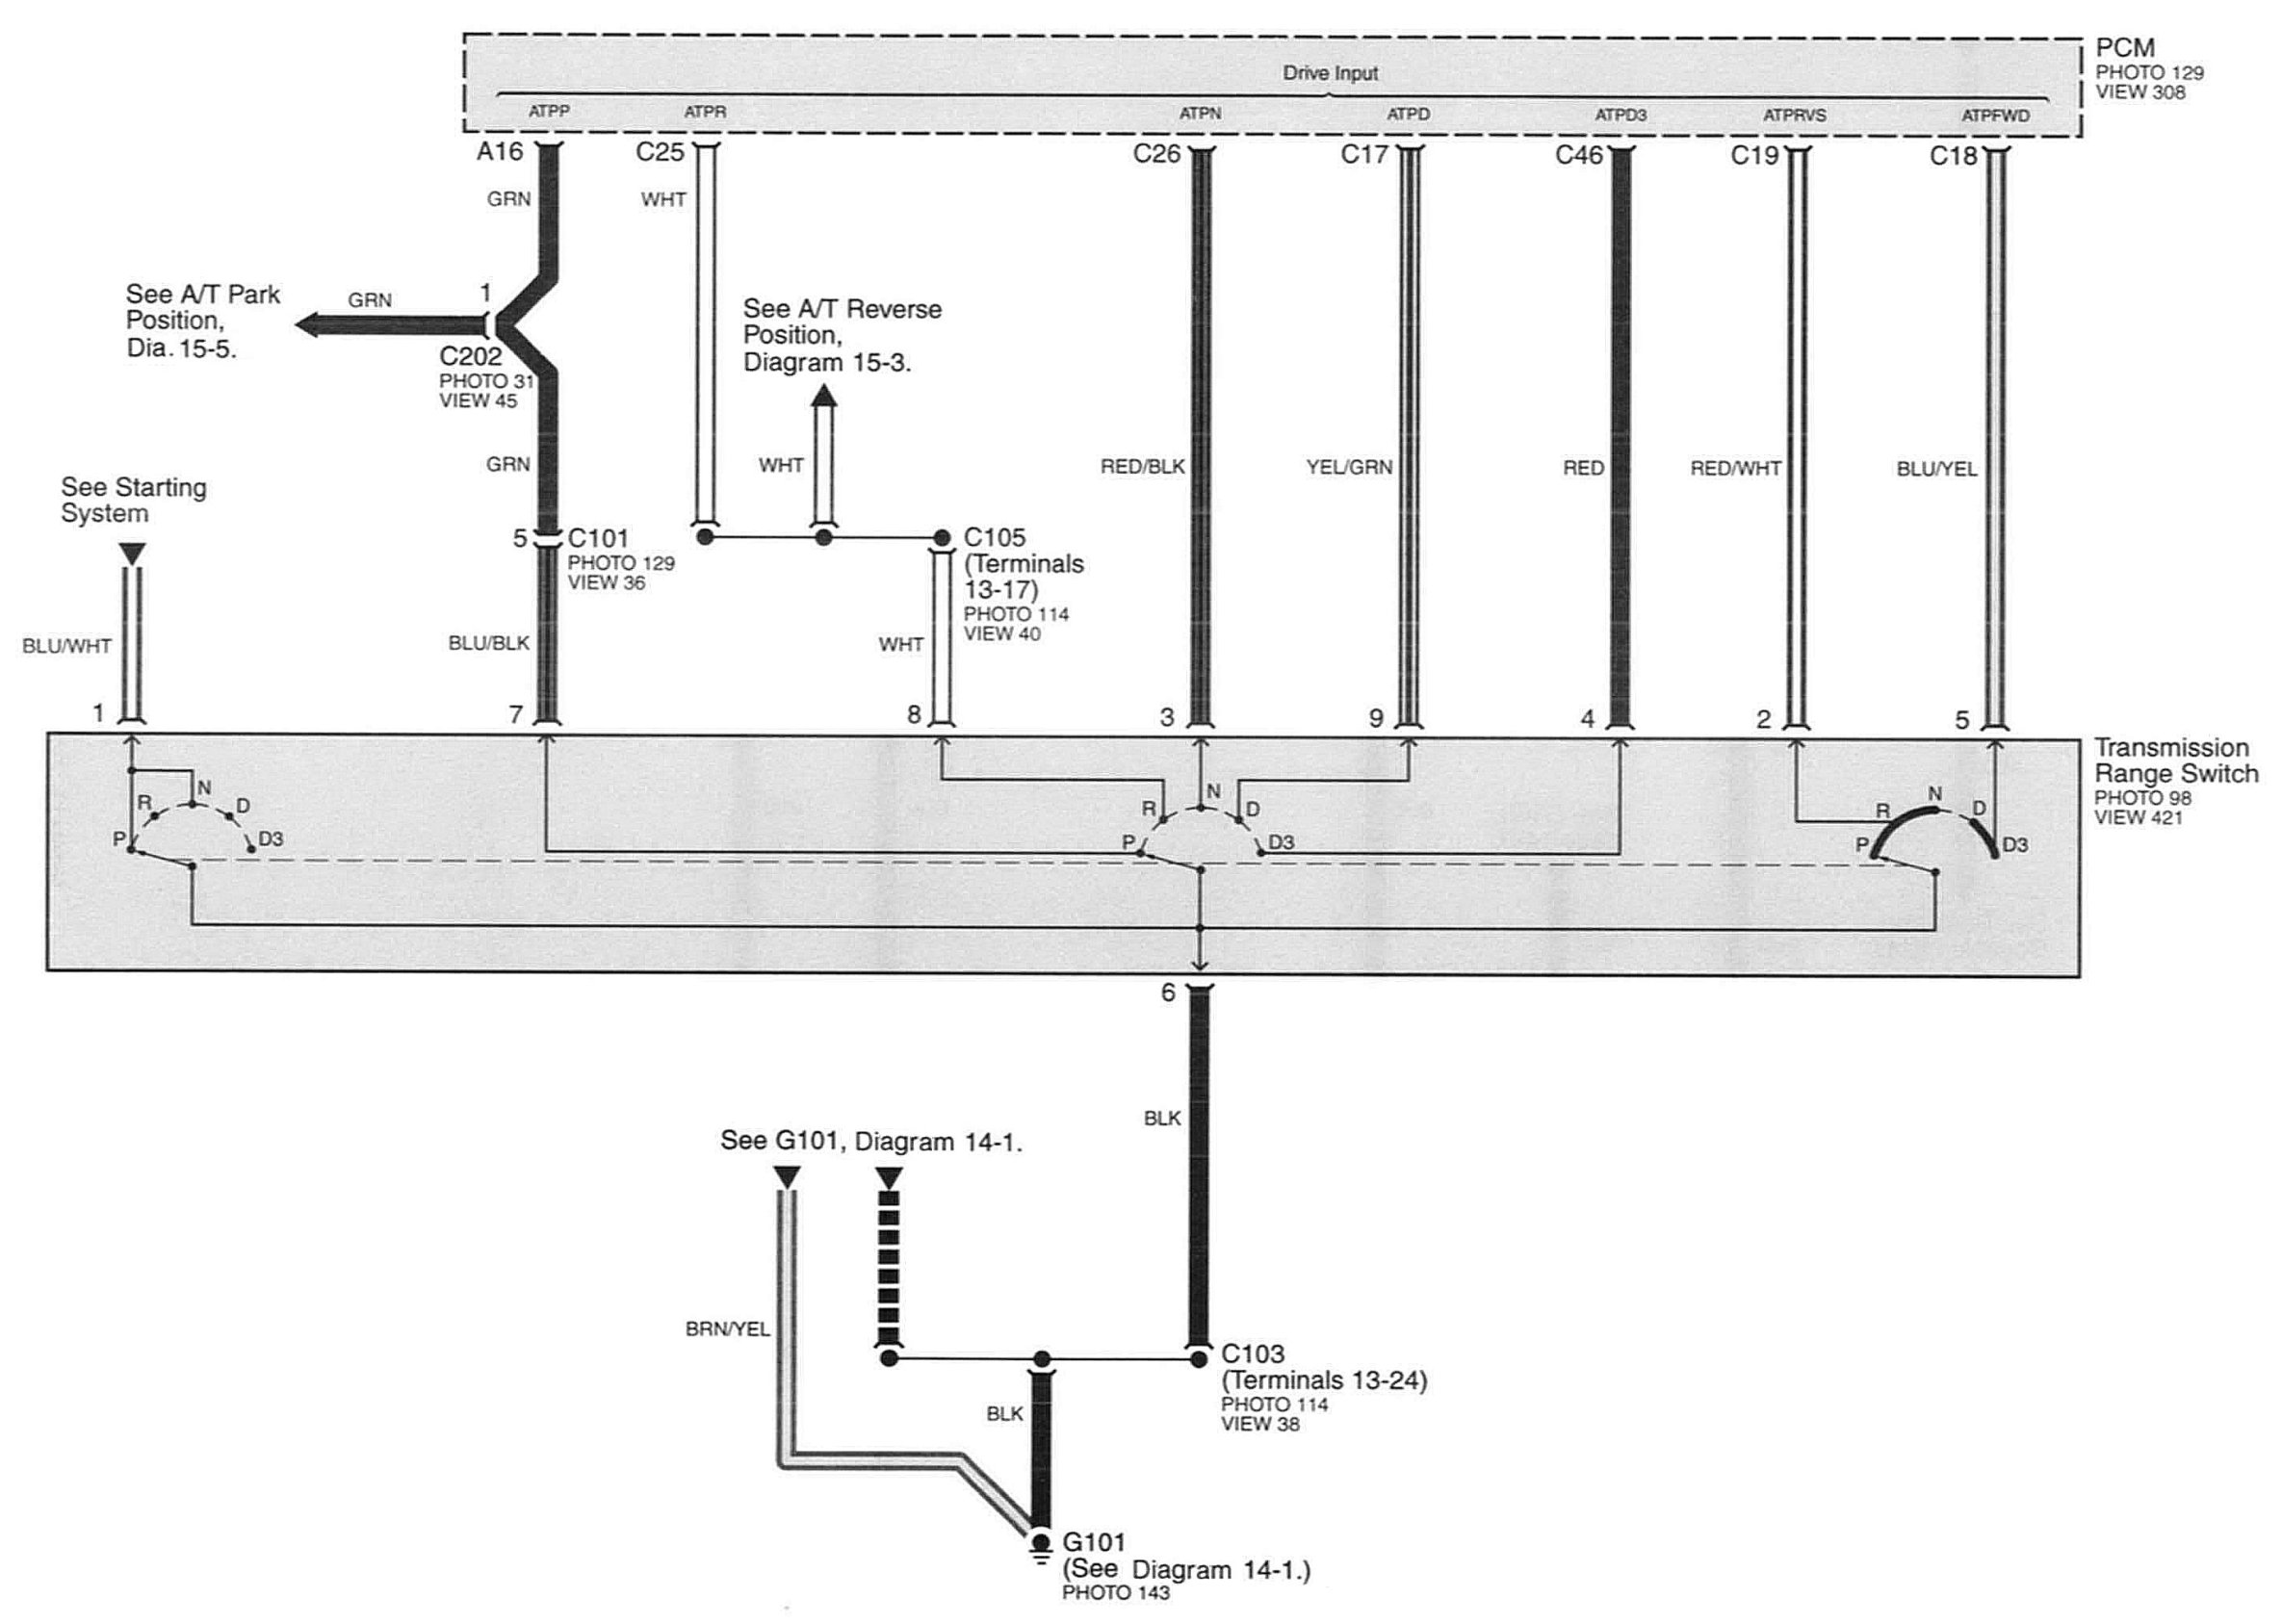 PCM
PHOTO 129
VIEW 308
Drive Input
ATPP
ATPR
ATPN
ATPD
ATPD3
ATPRVS
ATPFWD
A16
C25
C26
C17
C46
C19
C18
GRN
WHT
See A/T Park
Position,
Dia. 15-5.
GRN
1
C202
PHOTO 31
VIEW 45
See A/T Reverse
Position,
Diagram 15-3.
GRN
WHT
RED/BLK
YEL/GRN
RED
RED/WHT
BLU/YEL
See Starting
System
5
C101
PHOTO 129
VIEW 36
C105
(Terminals
13-17)
PHOTO 114
VIEW 40
BLU/WHT
BLU/BLK
WHT
1
7
8
3
9
4
2
5
Transmission
Range Switch
PHOTO 98
VIEW 421
P
R
N
D
D3
P
R
N
D
D3
P
R
N
D
D3
6
BLK
See G101, Diagram 14-1.
BRN/YEL
C103
(Terminals 13-24)
PHOTO 114
VIEW 38
BLK
G101
(See Diagram 14-1.)
PHOTO 143